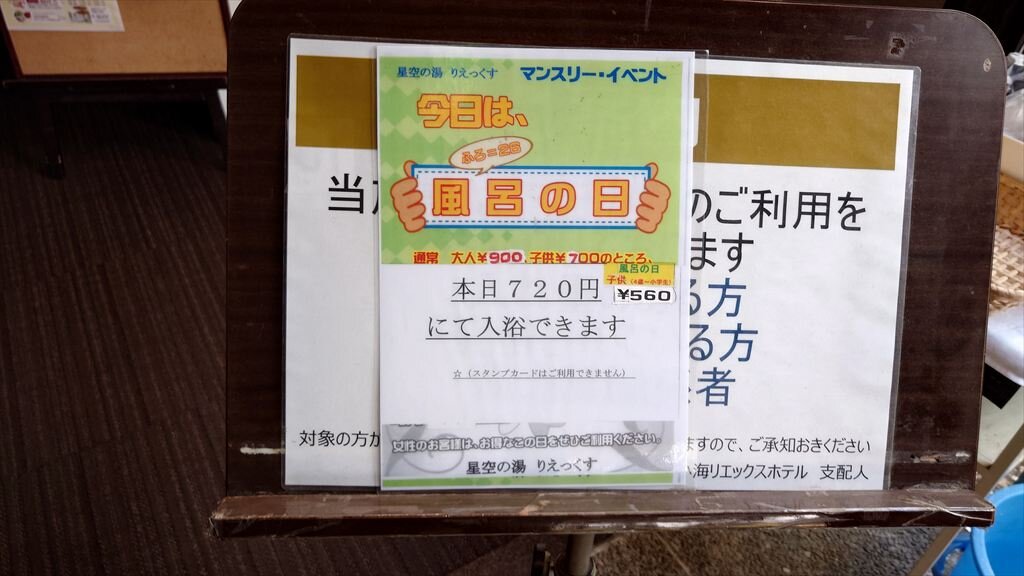 星空の湯 りえっくす マンスリー・イベント
今日は、
ふろ=26
風呂の日
通常 大人¥900、子供¥700のところ、
風呂の日
子供(4歳～小学生)
¥560
本日720円
にて入浴できます
☆(スタンプカードはご利用できません)
女性のお客様は、お得なこの日をぜひご利用ください。
星空の湯 りえっくす
当
のご利用を
ます
る方
る方
者
対象の方が
ますので、ご承知おきください
海リエックスホテル 支配人